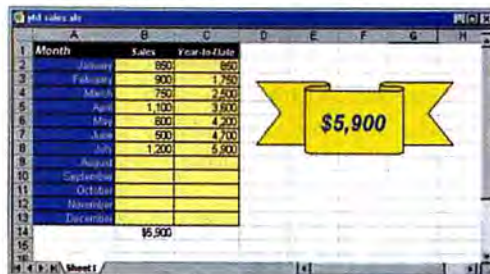 ytd sales.xls
A B C D E F G H
1 Month Sales Year-to-Date
2 January 850 850
3 February 900 1,750
4 March 750 2,500
5 April 1,100 3,600
6 May 600 4,200
7 June 500 4,700
8 July 1,200 5,900
9 August
10 September
11 October
12 November
13 December
14 $5,900
15
$5,900
Sheet1